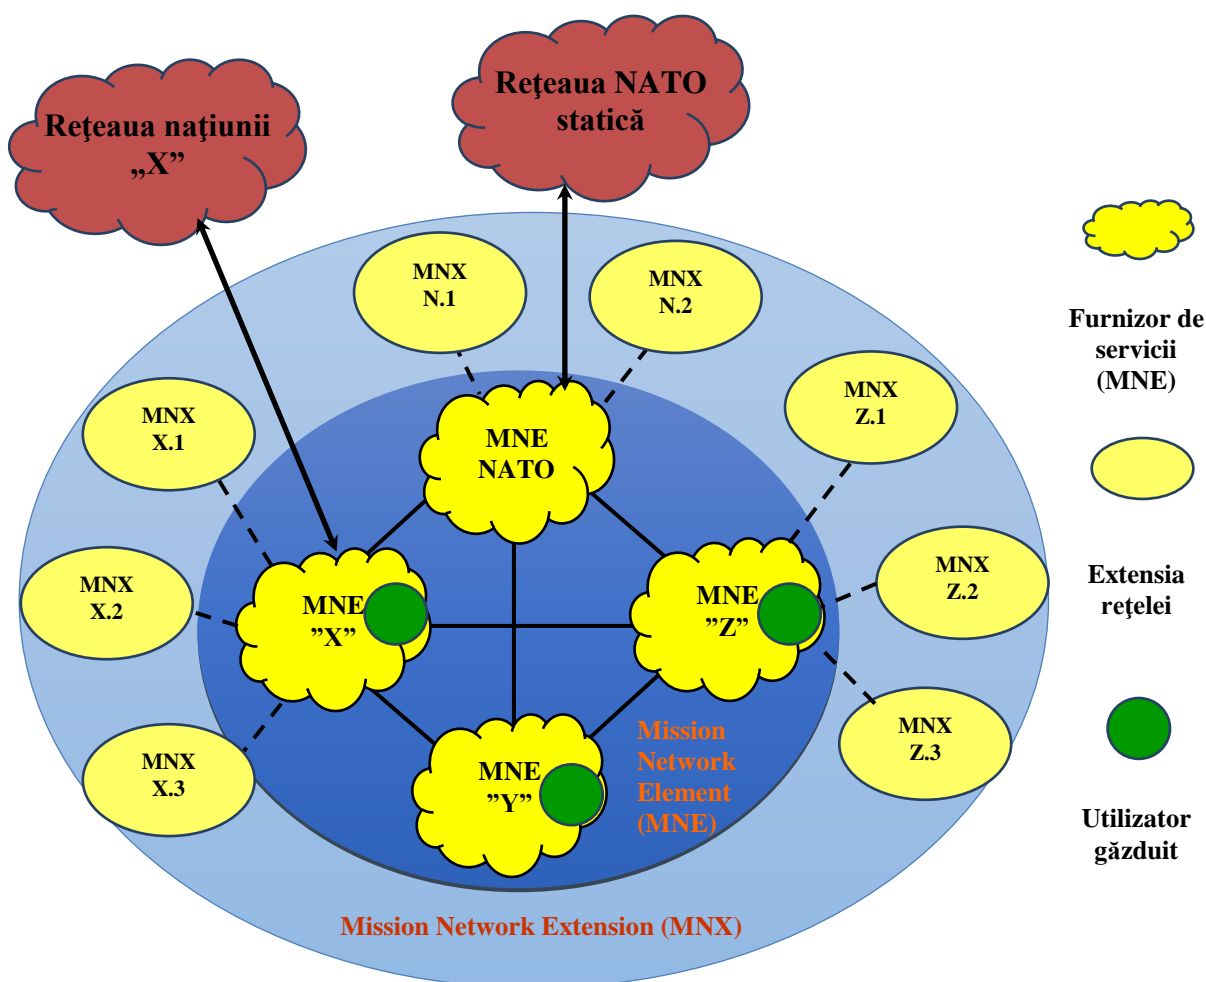 Reţeaua naţiunii
„X”
Reţeaua NATO
statică
MNX
N.1
MNX
N.2
MNX
X.1
MNX
Z.1
MNE
NATO
MNX
X.2
MNE
”X”
MNE
”Z”
MNX
Z.2
MNX
X.3
MNE
”Y”
MNX
Z.3
Mission
Network
Element
(MNE)
Mission Network Extension (MNX)
Furnizor de
servicii
(MNE)
Extensia
reţelei
Utilizator
găzduit